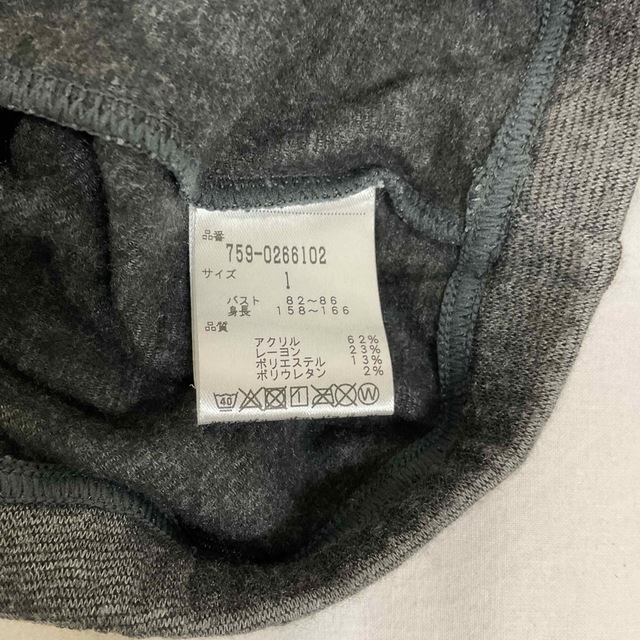 品番
759-0266102
サイズ
1
バスト 82〜86
身長 158〜166
品質
アクリル 62%
レーヨン 23%
ポリエステル 13%
ポリウレタン 2%
40 W